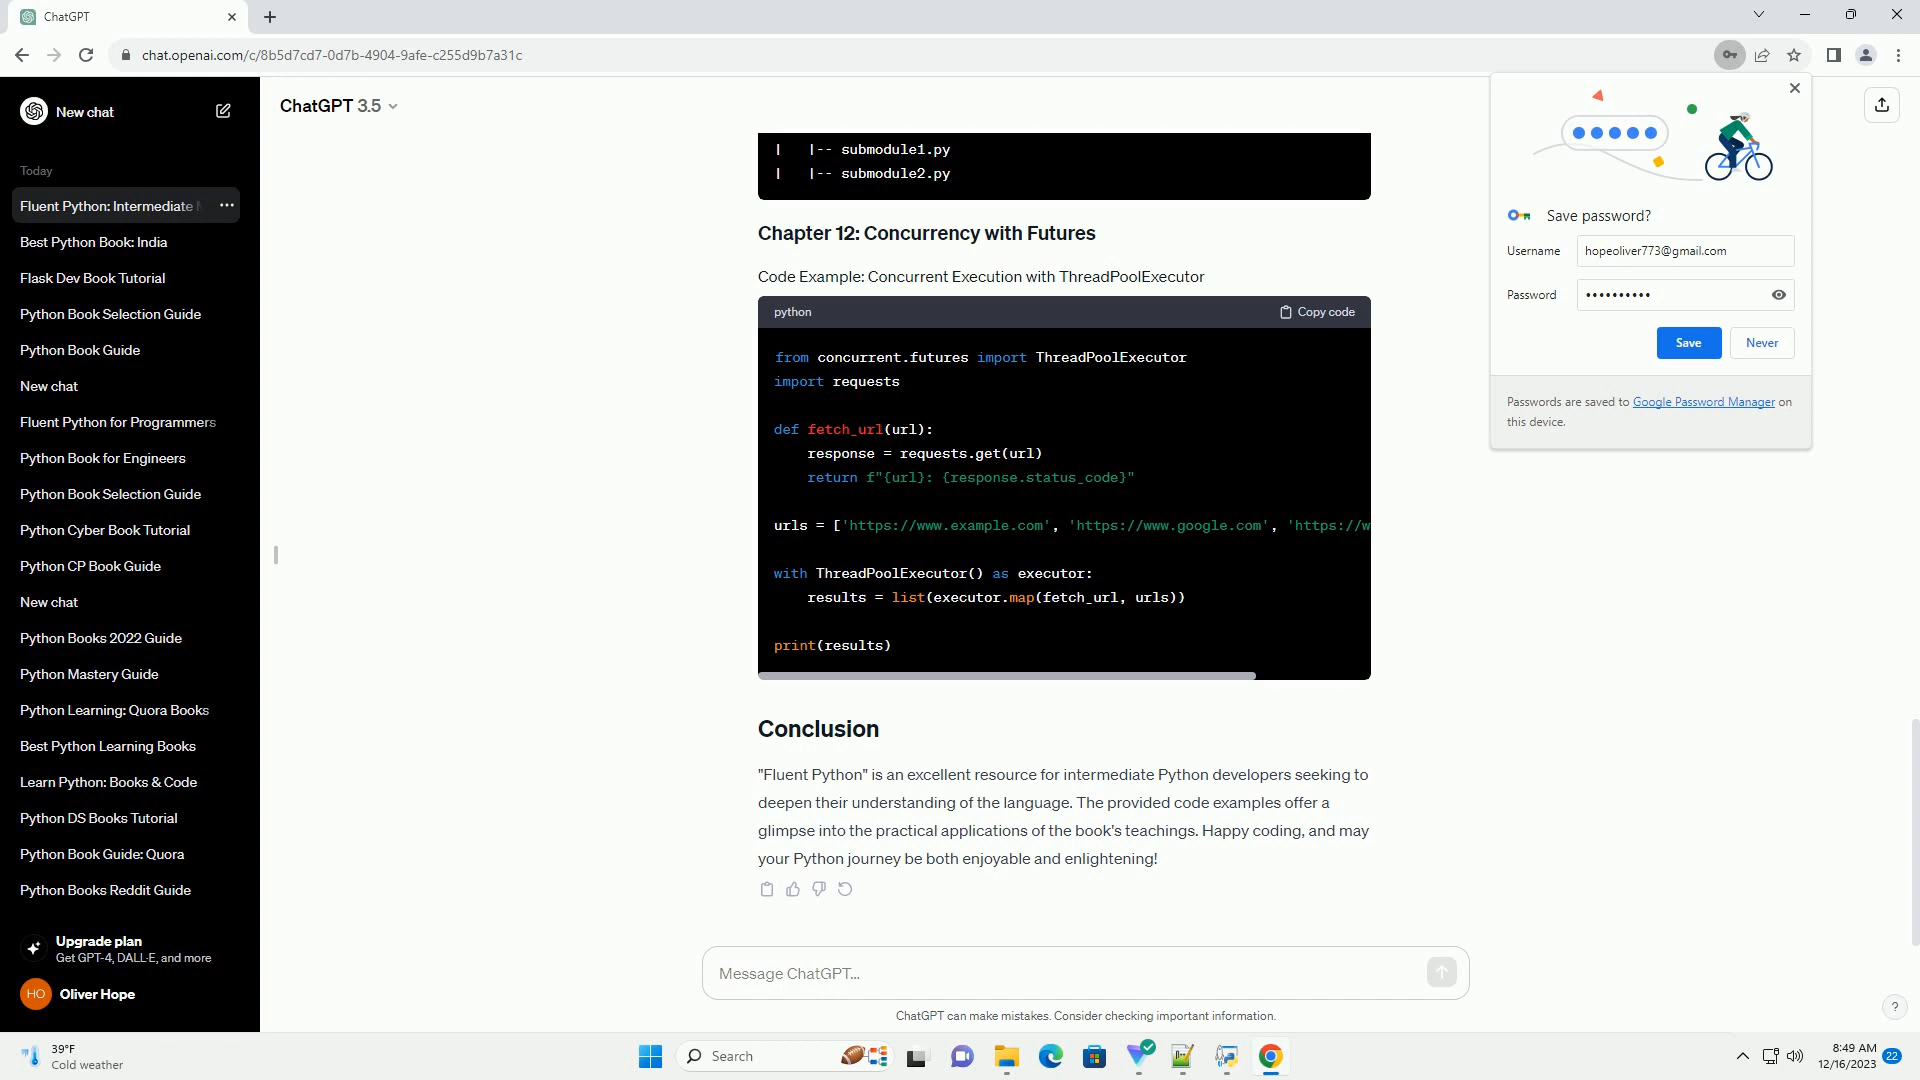 ChatGPT
chat.openai.com/c/8b5d7cd7-0d7b-4904-9afe-c255d9b7a31c
New chat
Today
Fluent Python: Intermediate
Best Python Book: India
Flask Dev Book Tutorial
Python Book Selection Guide
Python Book Guide
New chat
Fluent Python for Programmers
Python Book for Engineers
Python Book Selection Guide
Python Cyber Book Tutorial
Python CP Book Guide
New chat
Python Books 2022 Guide
Python Mastery Guide
Python Learning: Quora Books
Best Python Learning Books
Learn Python: Books & Code
Python DS Books Tutorial
Python Book Guide: Quora
Python Books Reddit Guide
Upgrade plan
Get GPT-4, DALL·E, and more
HO Oliver Hope
ChatGPT 3.5
|   |-- submodule1.py
|   |-- submodule2.py
Chapter 12: Concurrency with Futures
Code Example: Concurrent Execution with ThreadPoolExecutor
python Copy code
from concurrent.futures import ThreadPoolExecutor
import requests
def fetch_url(url):
    response = requests.get(url)
    return f"{url}: {response.status_code}"
urls = ['https://www.example.com', 'https://www.google.com', 'https://w
with ThreadPoolExecutor() as executor:
    results = list(executor.map(fetch_url, urls))
print(results)
Conclusion
"Fluent Python" is an excellent resource for intermediate Python developers seeking to
deepen their understanding of the language. The provided code examples offer a
glimpse into the practical applications of the book's teachings. Happy coding, and may
your Python journey be both enjoyable and enlightening!
Message ChatGPT...
ChatGPT can make mistakes. Consider checking important information.
?
Save password?
Username hopeoliver773@gmail.com
Password ••••••••••
Save Never
Passwords are saved to Google Password Manager on
this device.
39°F
Cold weather
Search
8:49 AM
12/16/2023
22